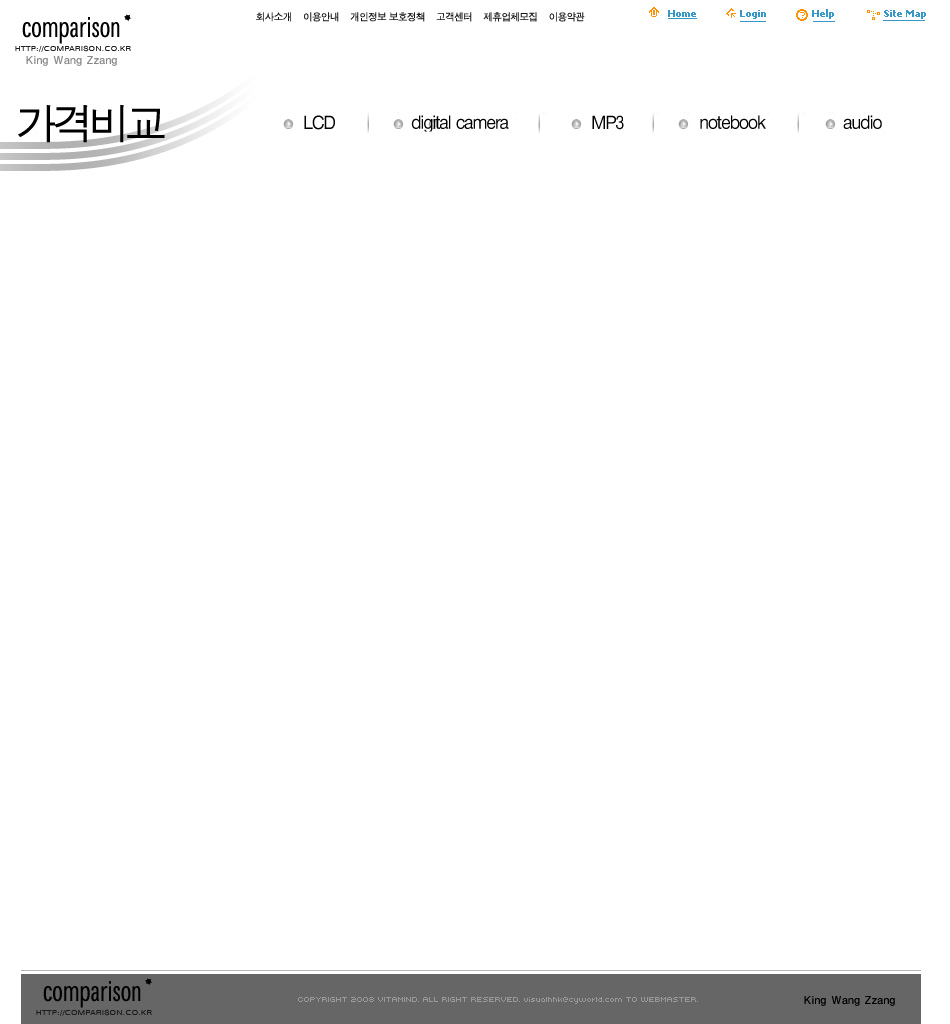 comparison
HTTP://COMPARISON.CO.KR
King Wang Zzang
회사소개 이용안내 개인정보 보호정책 고객센터 제휴업체모집 이용약관
Home Login Help Site Map
가격비교
LCD digital camera MP3 notebook audio
comparison
HTTP://COMPARISON.CO.KR
COPYRIGHT 2008 VITAMIND. ALL RIGHT RESERVED. visualhhk@cyworld.com TO WEBMASTER.
King Wang Zzang